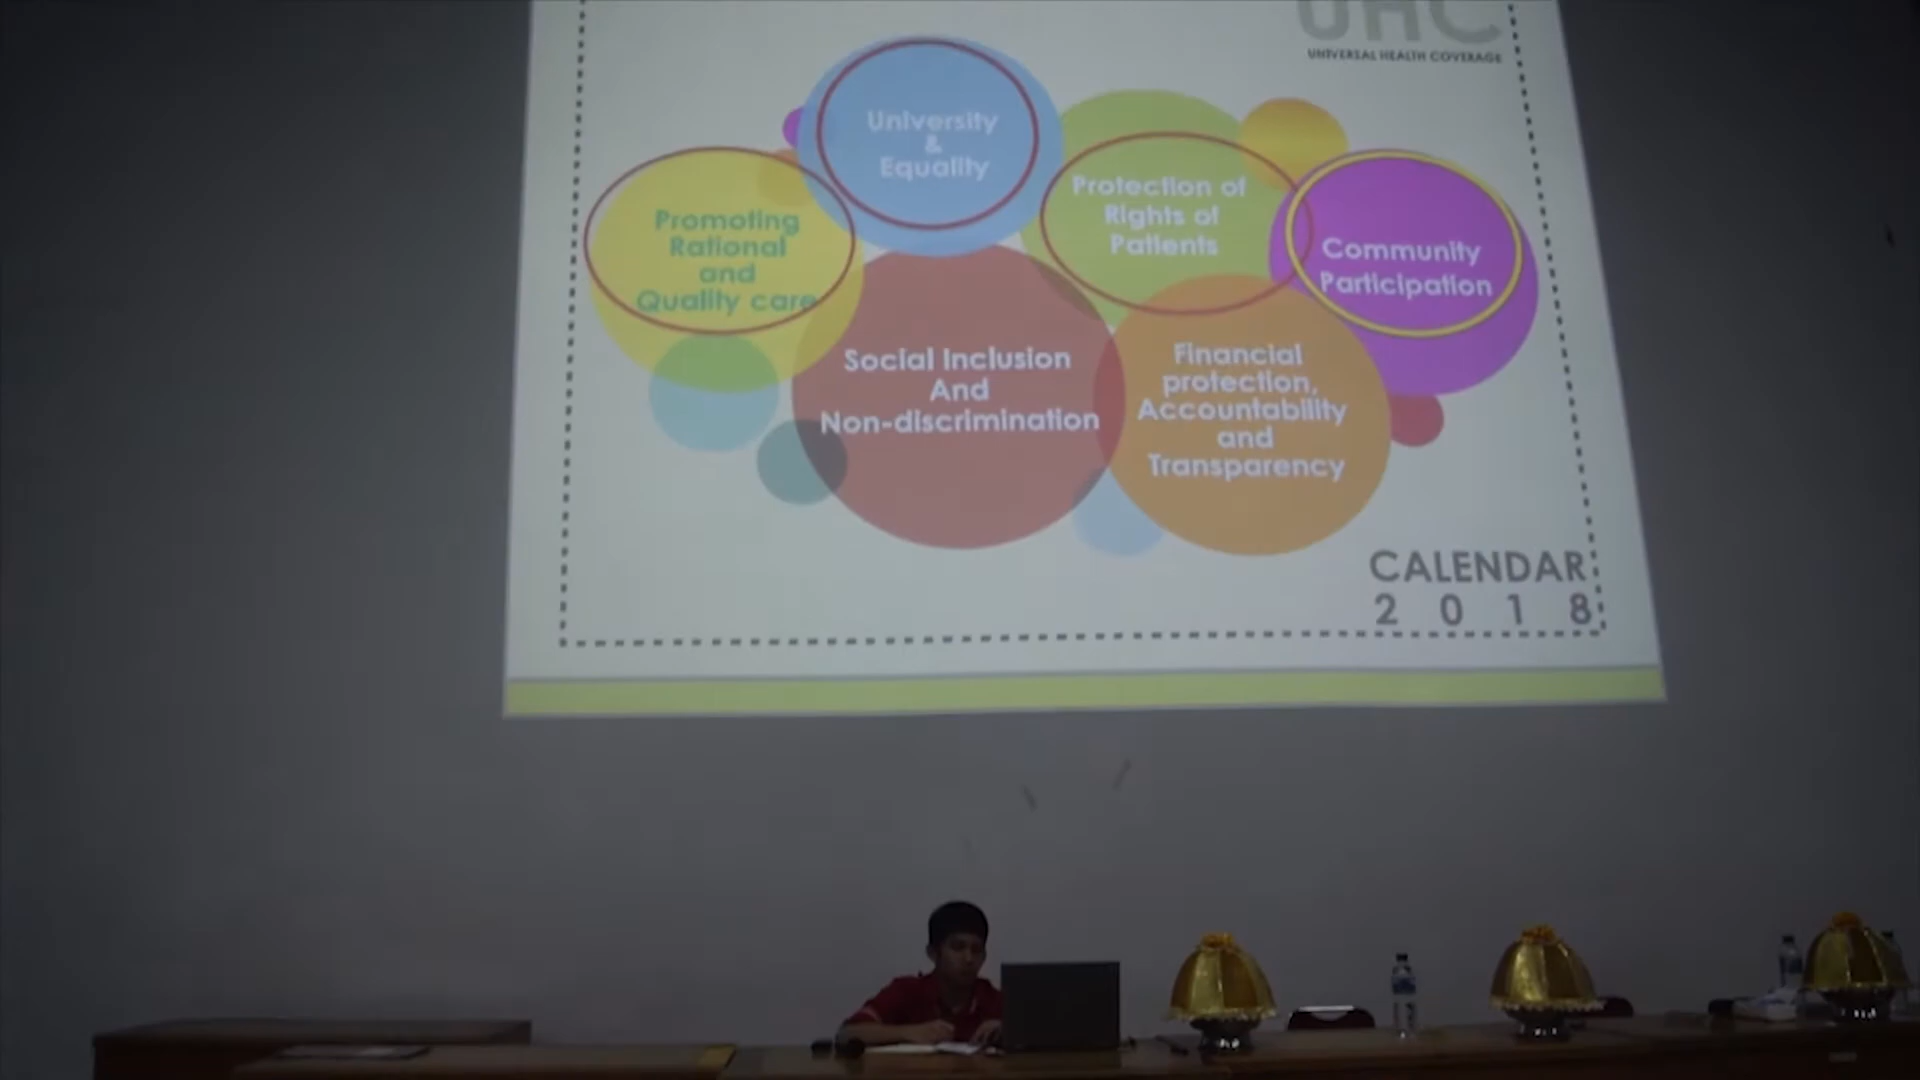 UHC
UNIVERSAL HEALTH COVERAGE
University
&
Equality
Promoting
Rational
and
Quality care
Protection of
Rights of
Patients
Community
Participation
Social Inclusion
And
Non-discrimination
Financial
protection,
Accountability
and
Transparency
CALENDAR
2 0 1 8